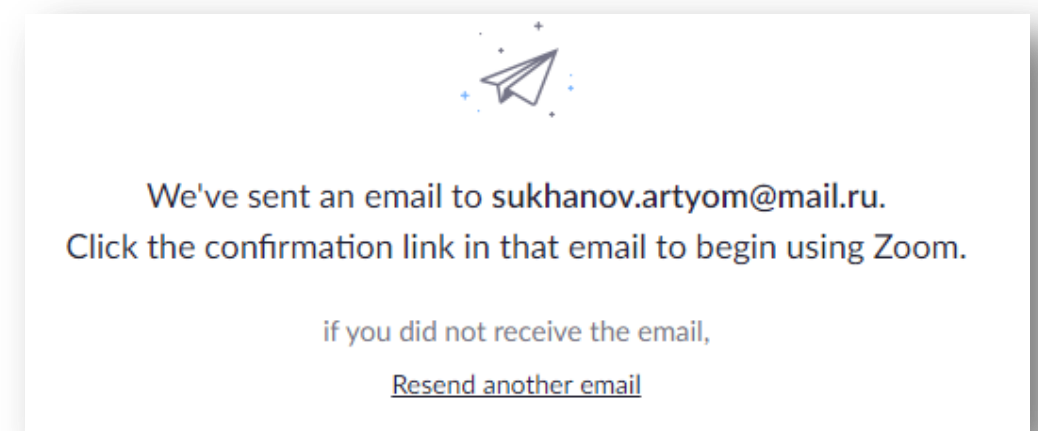 We've sent an email to sukhanov.artyom@mail.ru.
Click the confirmation link in that email to begin using Zoom.
if you did not receive the email,
Resend another email